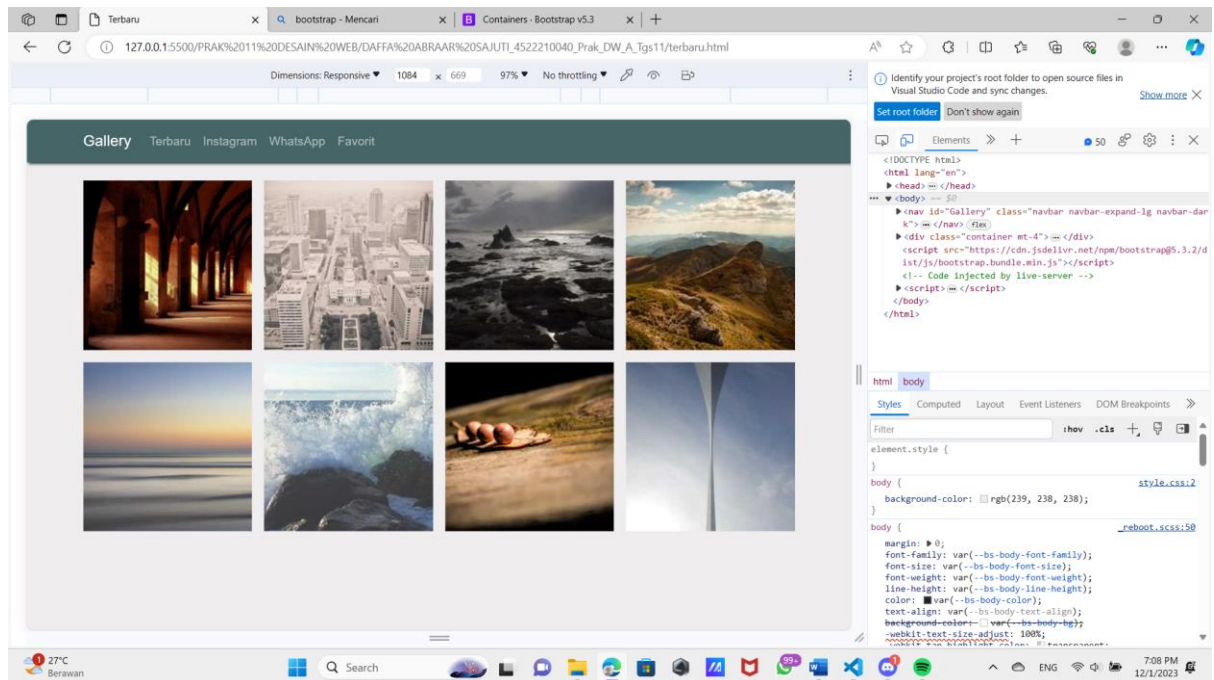 Terbaru
bootstrap - Mencari
B Containers · Bootstrap v5.3
127.0.0.1:5500/PRAK%2011%20DESAIN%20WEB/DAFFA%20ABRAAR%20SAJUTI_4522210040_Prak_DW_A_Tgs11/terbaru.html
Dimensions: Responsive 1084 x 669 97% No throttling
Identify your project's root folder to open source files in
Visual Studio Code and sync changes.
Show more
Set root folder Don't show again
Elements 50
Gallery Terbaru Instagram WhatsApp Favorit
<!DOCTYPE html>
<html lang="en">
<head> ... </head>
... <body> == $0
<nav id="Gallery" class="navbar navbar-expand-lg navbar-dar
k"> ... </nav> flex
<div class="container mt-4"> ... </div>
<script src="https://cdn.jsdelivr.net/npm/bootstrap@5.3.2/d
ist/js/bootstrap.bundle.min.js"></script>
<!-- Code injected by live-server -->
<script> ... </script>
</body>
</html>
html body
Styles Computed Layout Event Listeners DOM Breakpoints
Filter :hov .cls
element.style {
}
body { style.css:2
background-color: rgb(239, 238, 238);
}
body { _reboot.scss:50
margin: 0;
font-family: var(--bs-body-font-family);
font-size: var(--bs-body-font-size);
font-weight: var(--bs-body-font-weight);
line-height: var(--bs-body-line-height);
color: var(--bs-body-color);
text-align: var(--bs-body-text-align);
background-color: var(--bs-body-bg);
-webkit-text-size-adjust: 100%;
27°C
Berawan
Search
99+
ENG
7:08 PM
12/1/2023